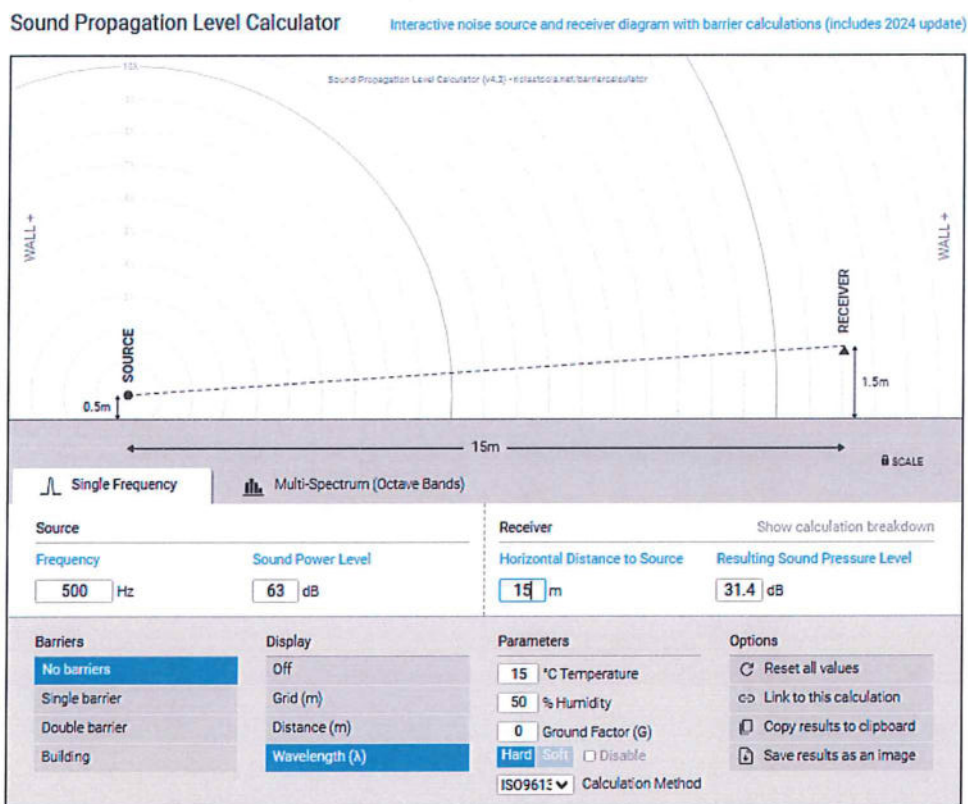 Sound Propagation Level Calculator
Interactive noise source and receiver diagram with barrier calculations (includes 2024 update)
10λ
Sound Propagation Level Calculator (v4.3) -
WALL +
WALL +
SOURCE
RECEIVER
0.5m
1.5m
15m
SCALE
Single Frequency
Multi-Spectrum (Octave Bands)
Source
Receiver
Show calculation breakdown
Frequency
Sound Power Level
Horizontal Distance to Source
Resulting Sound Pressure Level
500 Hz
63 dB
15 m
31.4 dB
Barriers
Display
Parameters
Options
No barriers
Off
15 °C Temperature
Reset all values
Single barrier
Grid (m)
50 % Humidity
Link to this calculation
Double barrier
Distance (m)
0 Ground Factor (G)
Copy results to clipboard
Building
Wavelength (λ)
Hard Soft Disable
Save results as an image
ISO9613 Calculation Method